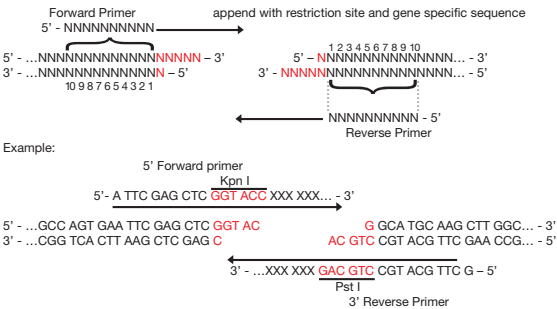 Forward Primer append with restriction site and gene specific sequence
5' - NNNNNNNNNN
1 2 3 4 5 6 7 8 9 10
5' - ...NNNNNNNNNNNNNNNNNN – 3' 5' – NNNNNNNNNNNNNN... - 3'
3' - ...NNNNNNNNNNNNNN – 5' 3' - NNNNNNNNNNNNNNNNNN... - 5'
10 9 8 7 6 5 4 3 2 1
NNNNNNNNNN - 5'
Reverse Primer
Example:
5' Forward primer
Kpn I
5'- A TTC GAG CTC GGT ACC XXX XXX... - 3'
5' - ...GCC AGT GAA TTC GAG CTC GGT AC G GCA TGC AAG CTT GGC... - 3'
3' - ...CGG TCA CTT AAG CTC GAG C AC GTC CGT ACG TTC GAA CCG... - 5'
3' - ...XXX XXX GAC GTC CGT ACG TTC G – 5'
Pst I
3' Reverse Primer